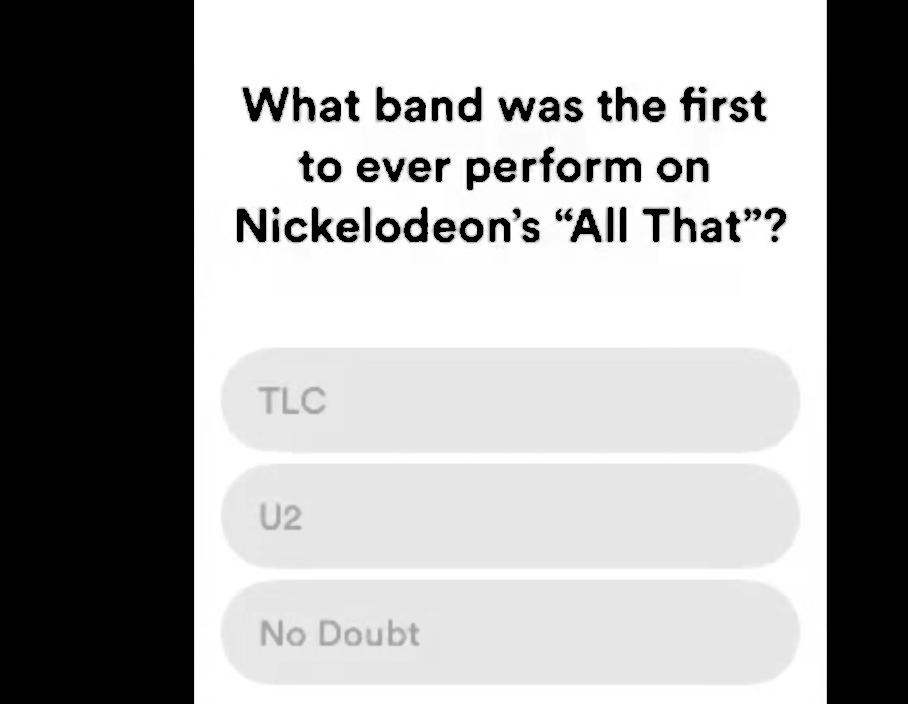 What band was the first
to ever perform on
Nickelodeon’s “All That”?
TLC
U2
No Doubt